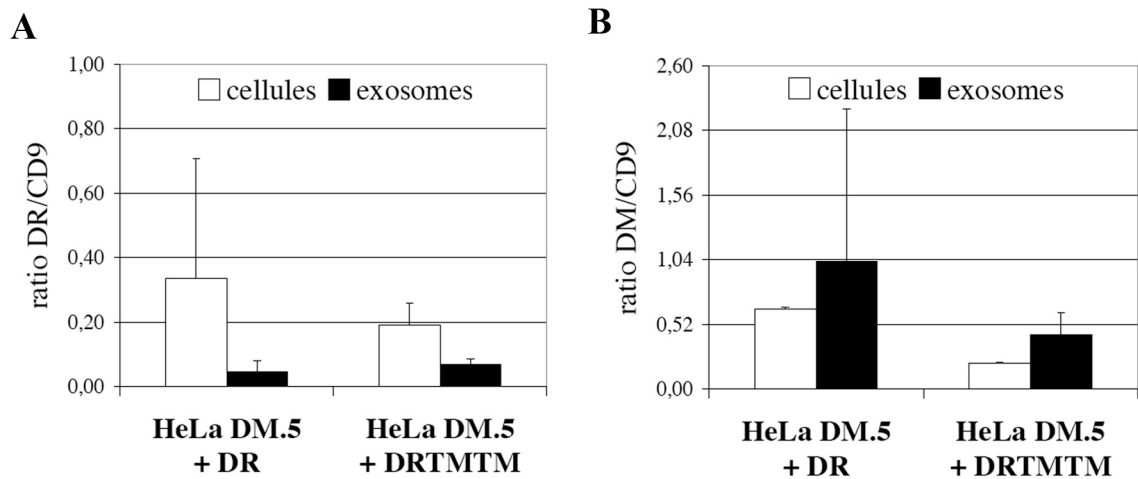 A
ratio DR/CD9
1,00
0,80
0,60
0,40
0,20
0,00
cellules exosomes
HeLa DM.5
+ DR
HeLa DM.5
+ DRTMTM
B
ratio DM/CD9
2,60
2,08
1,56
1,04
0,52
0,00
cellules exosomes
HeLa DM.5
+ DR
HeLa DM.5
+ DRTMTM